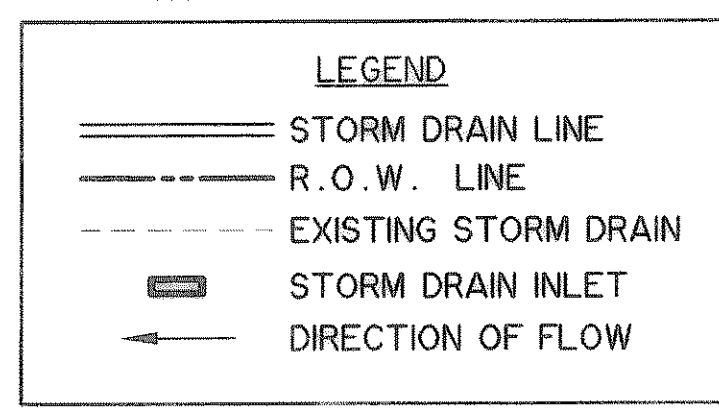 LEGEND
STORM DRAIN LINE
R.O.W. LINE
EXISTING STORM DRAIN
STORM DRAIN INLET
DIRECTION OF FLOW